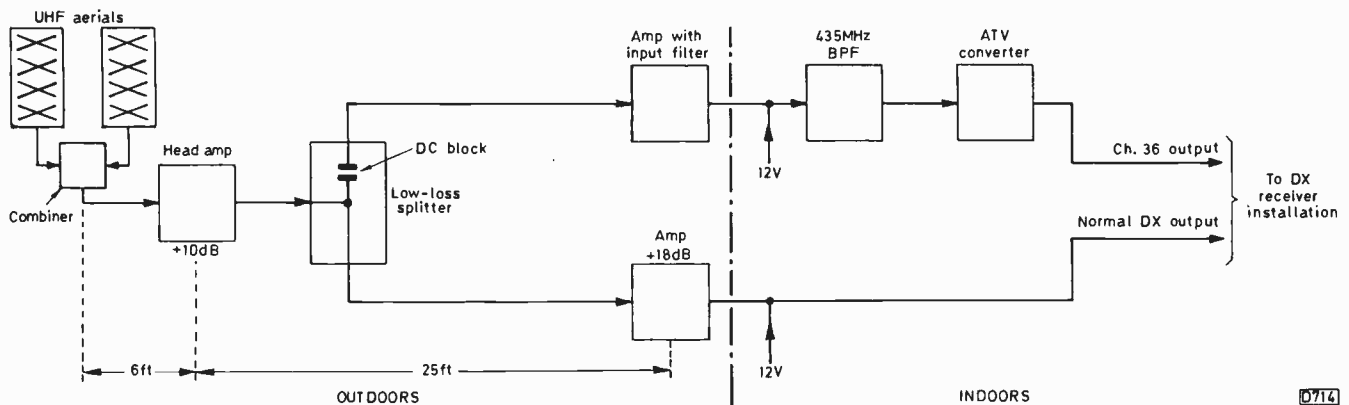 UHF aerials
Combiner
Head amp
+10dB
DC block
Low-loss
splitter
Amp with
input filter
Amp
+18dB
12V
12V
435MHz
BPF
ATV
converter
Ch. 36 output
Normal DX output
To DX
receiver
installation
6ft
25ft
OUTDOORS
INDOORS
D714